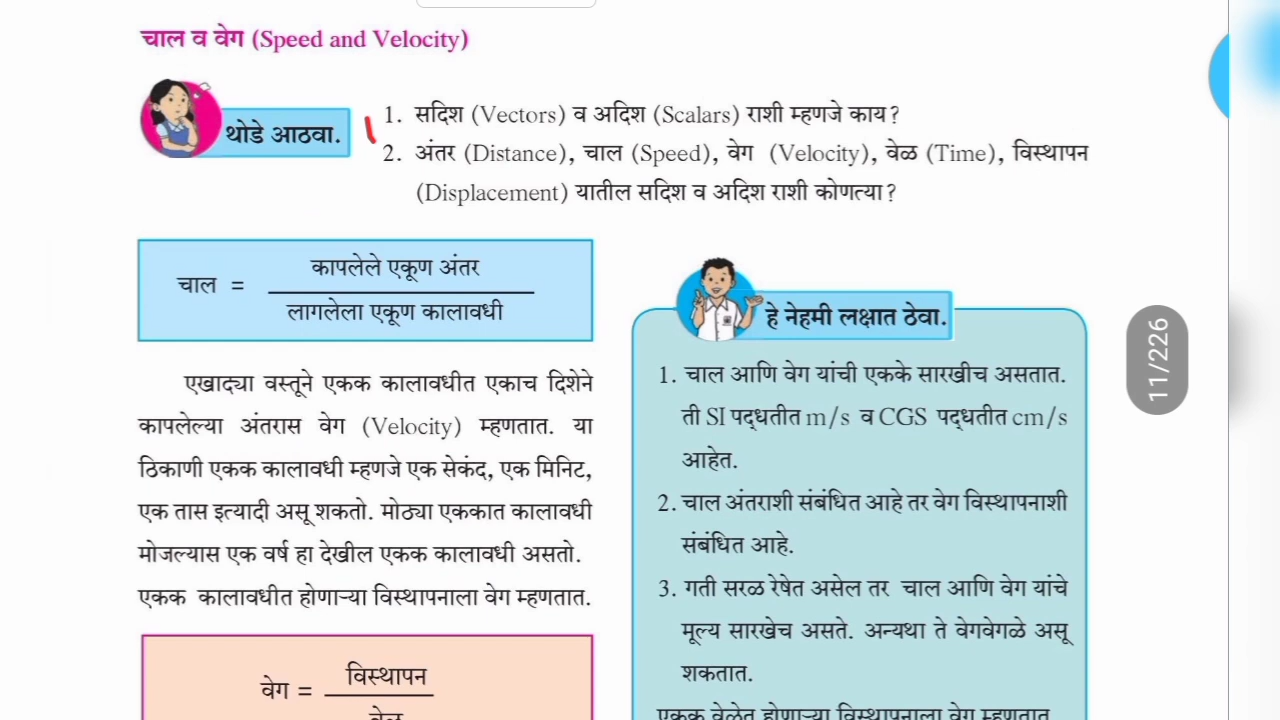 चाल व वेग (Speed and Velocity)
थोडे आठवा.
1. सदिश (Vectors) व अदिश (Scalars) राशी म्हणजे काय?
2. अंतर (Distance), चाल (Speed), वेग (Velocity), वेळ (Time), विस्थापन
(Displacement) यातील सदिश व अदिश राशी कोणत्या?
चाल = कापलेले एकूण अंतर
लागलेला एकूण कालावधी
एखाद्या वस्तूने एकक कालावधीत एकाच दिशेने
कापलेल्या अंतरास वेग (Velocity) म्हणतात. या
ठिकाणी एकक कालावधी म्हणजे एक सेकंद, एक मिनिट,
एक तास इत्यादी असू शकतो. मोठ्या एककात कालावधी
मोजल्यास एक वर्ष हा देखील एकक कालावधी असतो.
एकक कालावधीत होणाऱ्या विस्थापनाला वेग म्हणतात.
वेग = विस्थापन
वेळ
हे नेहमी लक्षात ठेवा.
1. चाल आणि वेग यांची एकके सारखीच असतात.
ती SI पद्धतीत m/s व CGS पद्धतीत cm/s
आहेत.
2. चाल अंतराशी संबंधित आहे तर वेग विस्थापनाशी
संबंधित आहे.
3. गती सरळ रेषेत असेल तर चाल आणि वेग यांचे
मूल्य सारखेच असते. अन्यथा ते वेगवेगळे असू
शकतात.
एकक वेळेत होणाऱ्या विस्थापनाला वेग म्हणतात.
11/226